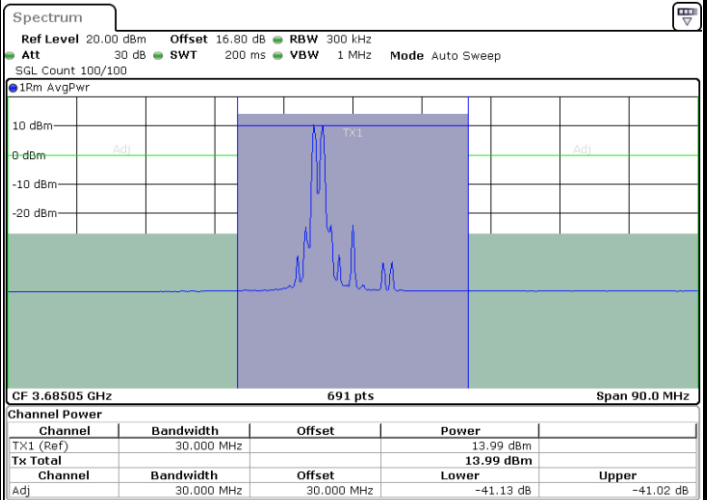 Spectrum
Ref Level 20.00 dBm Offset 16.80 dB RBW 300 kHz
Att 30 dB SWT 200 ms VBW 1 MHz Mode Auto Sweep
SGL Count 100/100
1Rm AvgPwr
10 dBm
TX1
0 dBm Adj Adj
-10 dBm
-20 dBm
CF 3.68505 GHz 691 pts Span 90.0 MHz
Channel Power
Channel Bandwidth Offset Power
TX1 (Ref) 30.000 MHz 13.99 dBm
Tx Total 13.99 dBm
Channel Bandwidth Offset Lower Upper
Adj 30.000 MHz 30.000 MHz -41.13 dB -41.02 dB